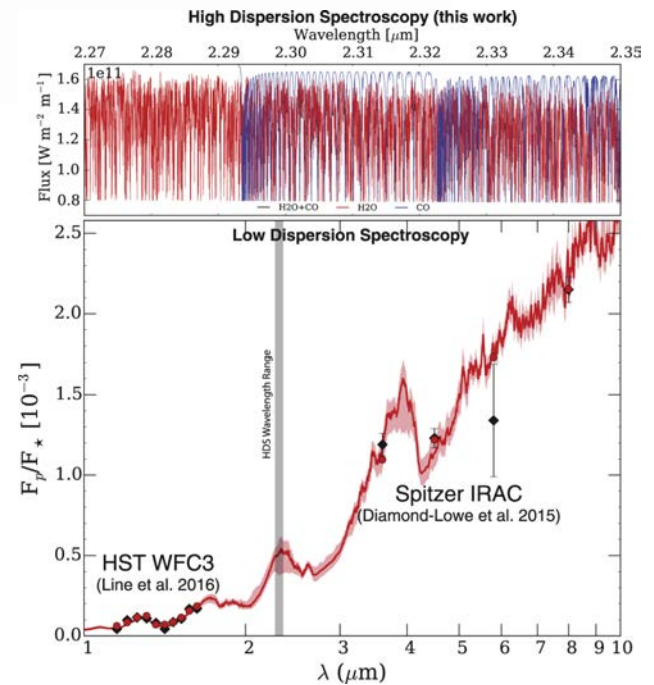 High Dispersion Spectroscopy (this work)
Wavelength [μm]
2.27 2.28 2.29 2.30 2.31 2.32 2.33 2.34 2.35
1e11
1.6
1.4
1.2
1.0
0.8
Flux [W m⁻² m⁻¹]
H2O+CO H2O CO
Low Dispersion Spectroscopy
2.5
2.0
1.5
1.0
0.5
0.0
F_p/F_⋆ [10⁻³]
HDS Wavelength Range
Spitzer IRAC
(Diamond-Lowe et al. 2015)
HST WFC3
(Line et al. 2016)
1 2 3 4 5 6 7 8 9 10
λ (μm)